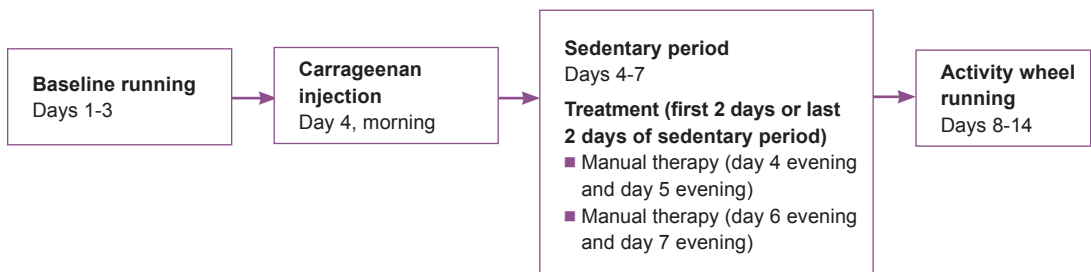 Baseline running
Days 1-3
Carrageenan
injection
Day 4, morning
Sedentary period
Days 4-7
Treatment (first 2 days or last
2 days of sedentary period)
■ Manual therapy (day 4 evening
and day 5 evening)
■ Manual therapy (day 6 evening
and day 7 evening)
Activity wheel
running
Days 8-14